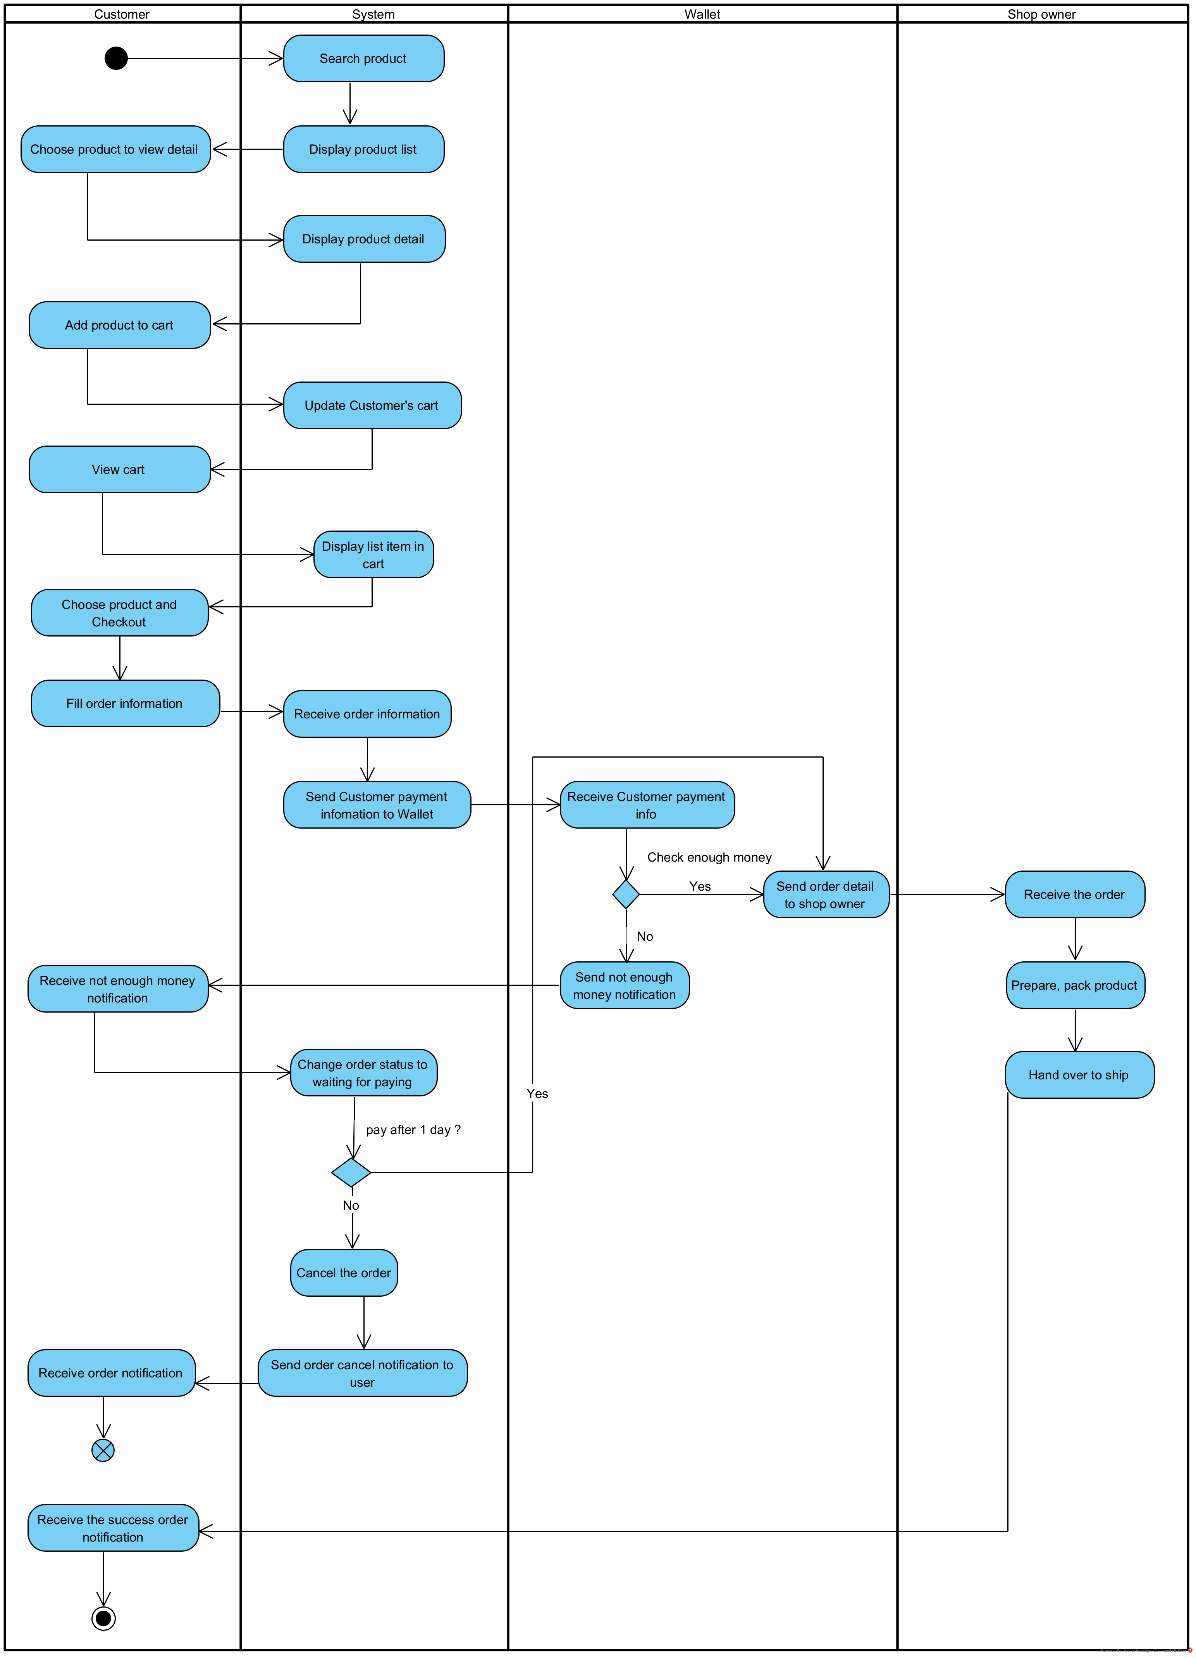 Customer
System
Wallet
Shop owner
Search product
Choose product to view detail
Display product list
Display product detail
Add product to cart
Update Customer's cart
View cart
Display list item in
cart
Choose product and
Checkout
Fill order information
Receive order information
Send Customer payment
infomation to Wallet
Receive Customer payment
info
Check enough money
Yes
Send order detail
to shop owner
Receive the order
No
Receive not enough money
notification
Send not enough
money notification
Prepare, pack product
Change order status to
waiting for paying
Hand over to ship
Yes
pay after 1 day ?
No
Cancel the order
Receive order notification
Send order cancel notification to
user
Receive the success order
notification